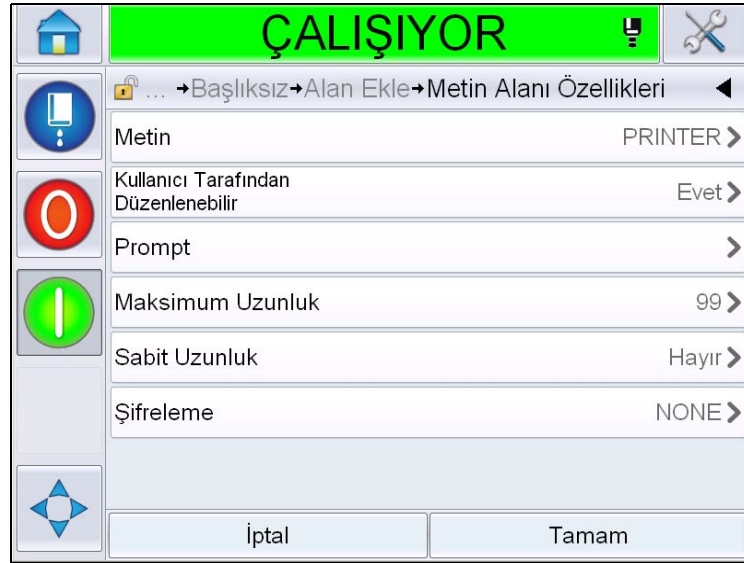 ÇALIŞIYOR
... →Başlıksız→Alan Ekle→Metin Alanı Özellikleri
Metin PRINTER
Kullanıcı Tarafından
Düzenlenebilir Evet
Prompt
Maksimum Uzunluk 99
Sabit Uzunluk Hayır
Şifreleme NONE
İptal Tamam